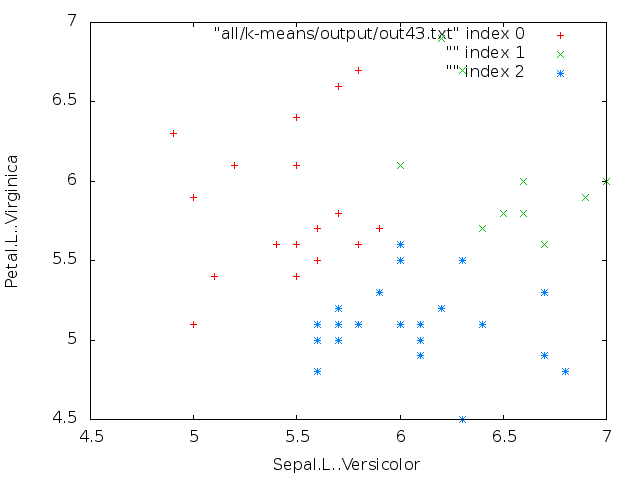 7
"all/k-means/output/out43.txt" index 0
"" index 1
"" index 2
6.5
6
5.5
5
4.5
Petal.L..Virginica
4.5 5 5.5 6 6.5 7
Sepal.L..Versicolor